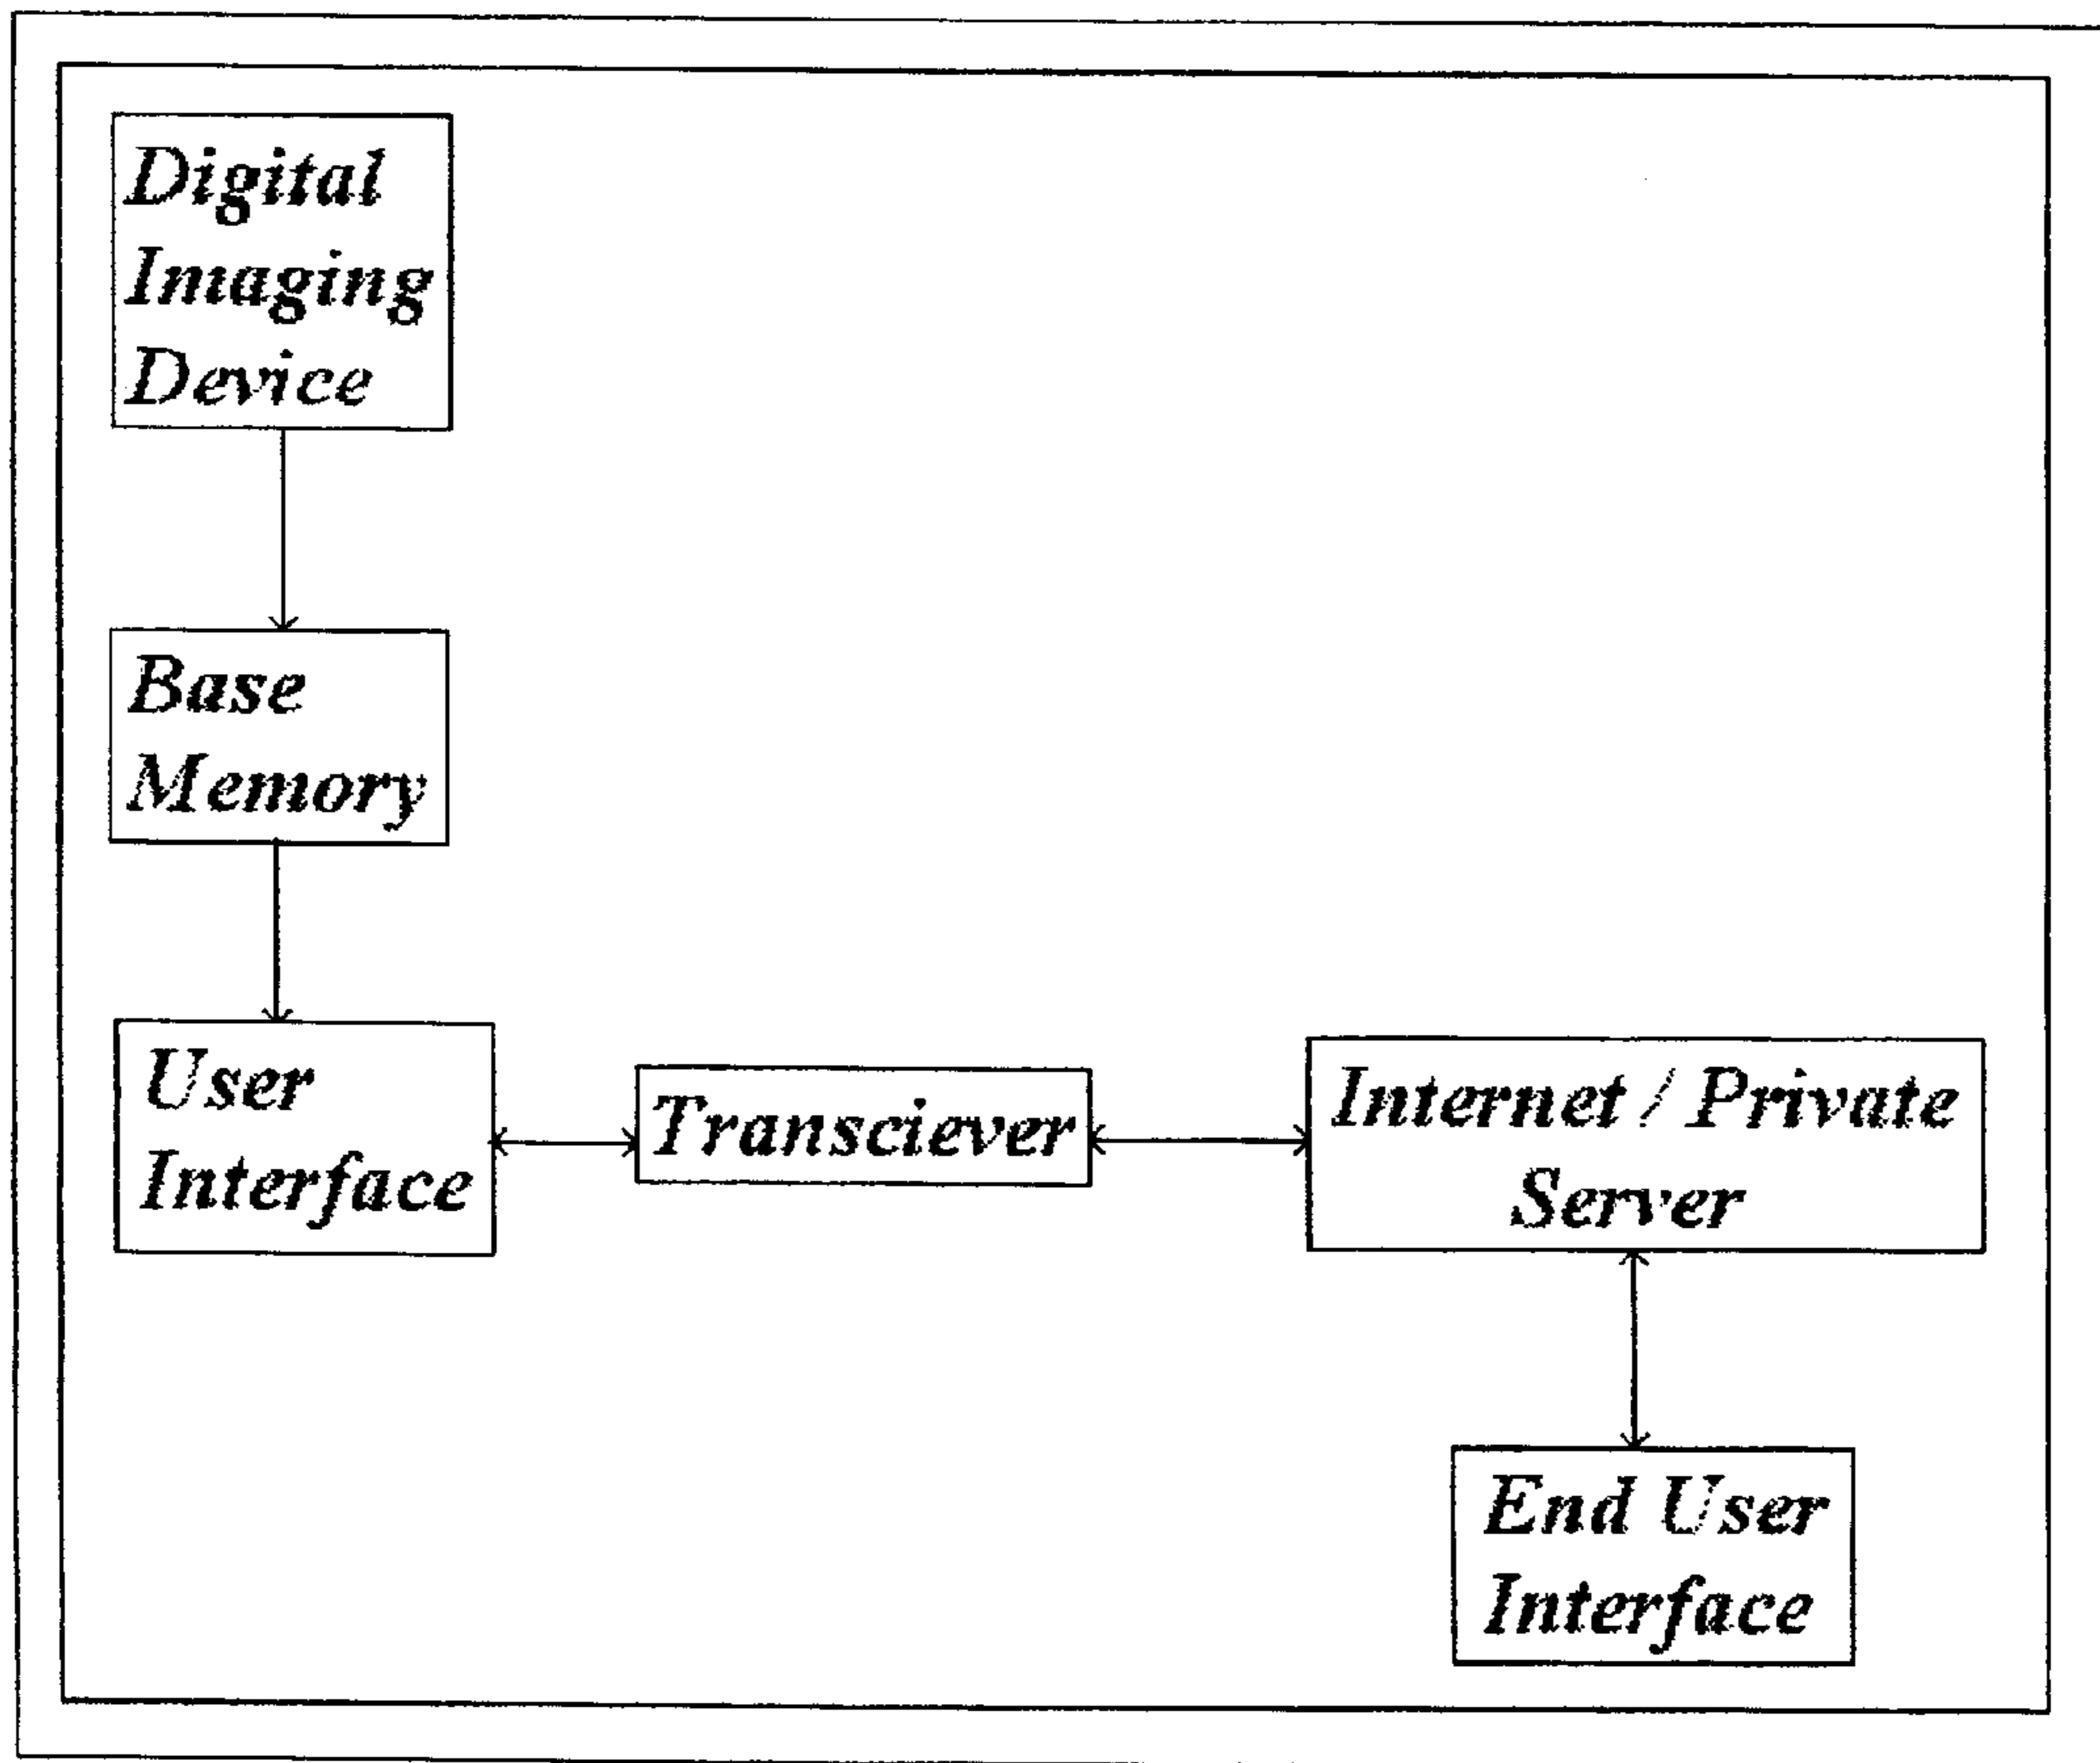 Digital
Imaging
Device
Base
Memory
User
Interface
Transciever
Internet / Private
Server
End User
Interface